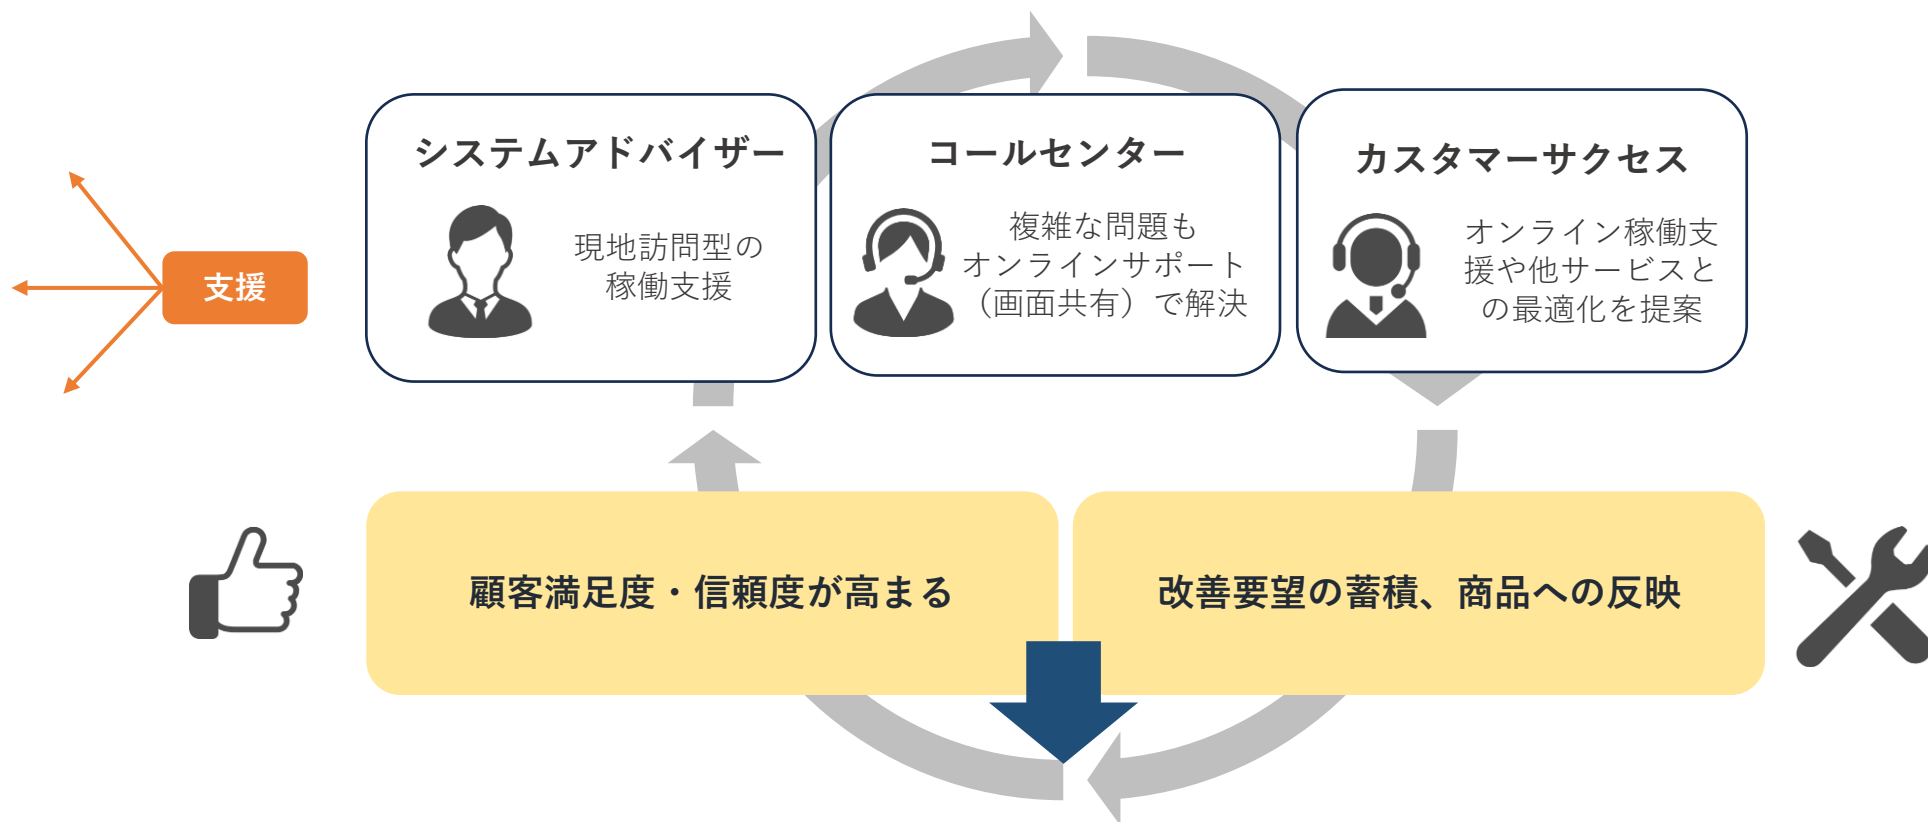 支援
システムアドバイザー
現地訪問型の
稼働支援
コールセンター
複雑な問題も
オンラインサポート
（画面共有）で解決
カスタマーサクセス
オンライン稼働支
援や他サービスと
の最適化を提案
顧客満足度・信頼度が高まる
改善要望の蓄積、商品への反映